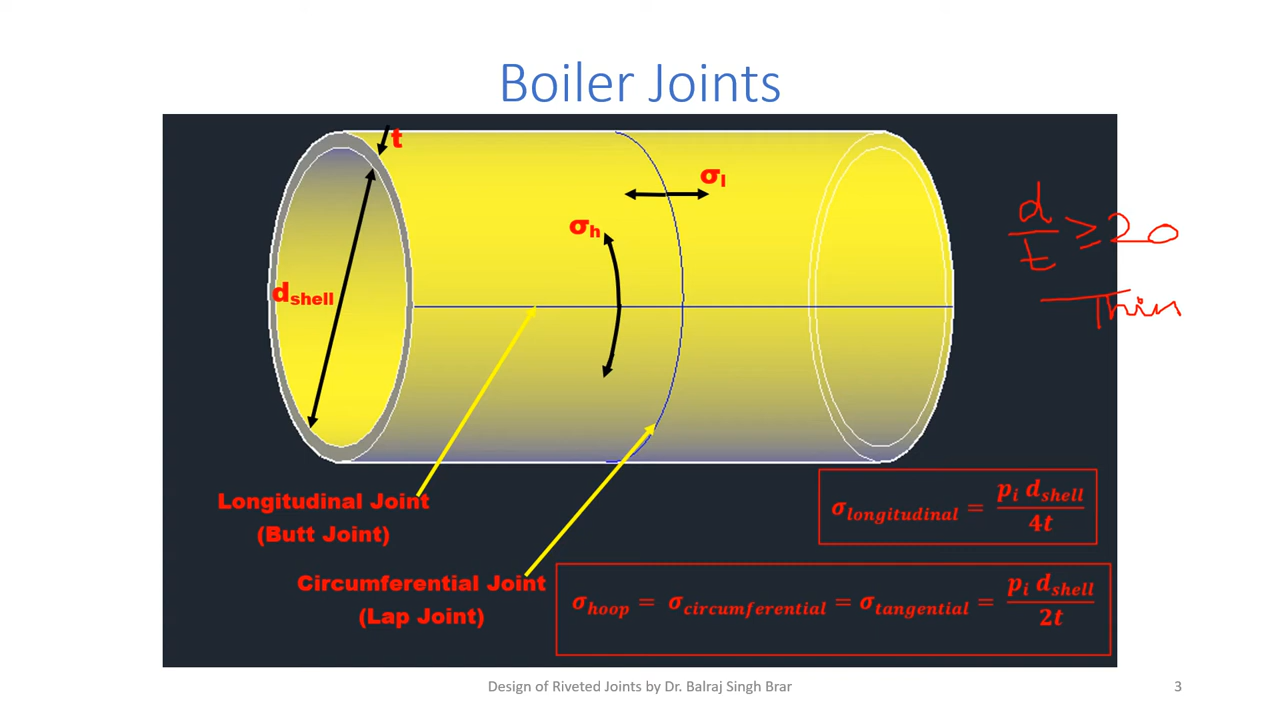 Boiler Joints
t
σl
σh
dshell
d/t ≥ 20
Thin
Longitudinal Joint
(Butt Joint)
Circumferential Joint
(Lap Joint)
σlongitudinal = pi dshell / 4t
σhoop = σcircumferential = σtangential = pi dshell / 2t
Design of Riveted Joints by Dr. Balraj Singh Brar
3